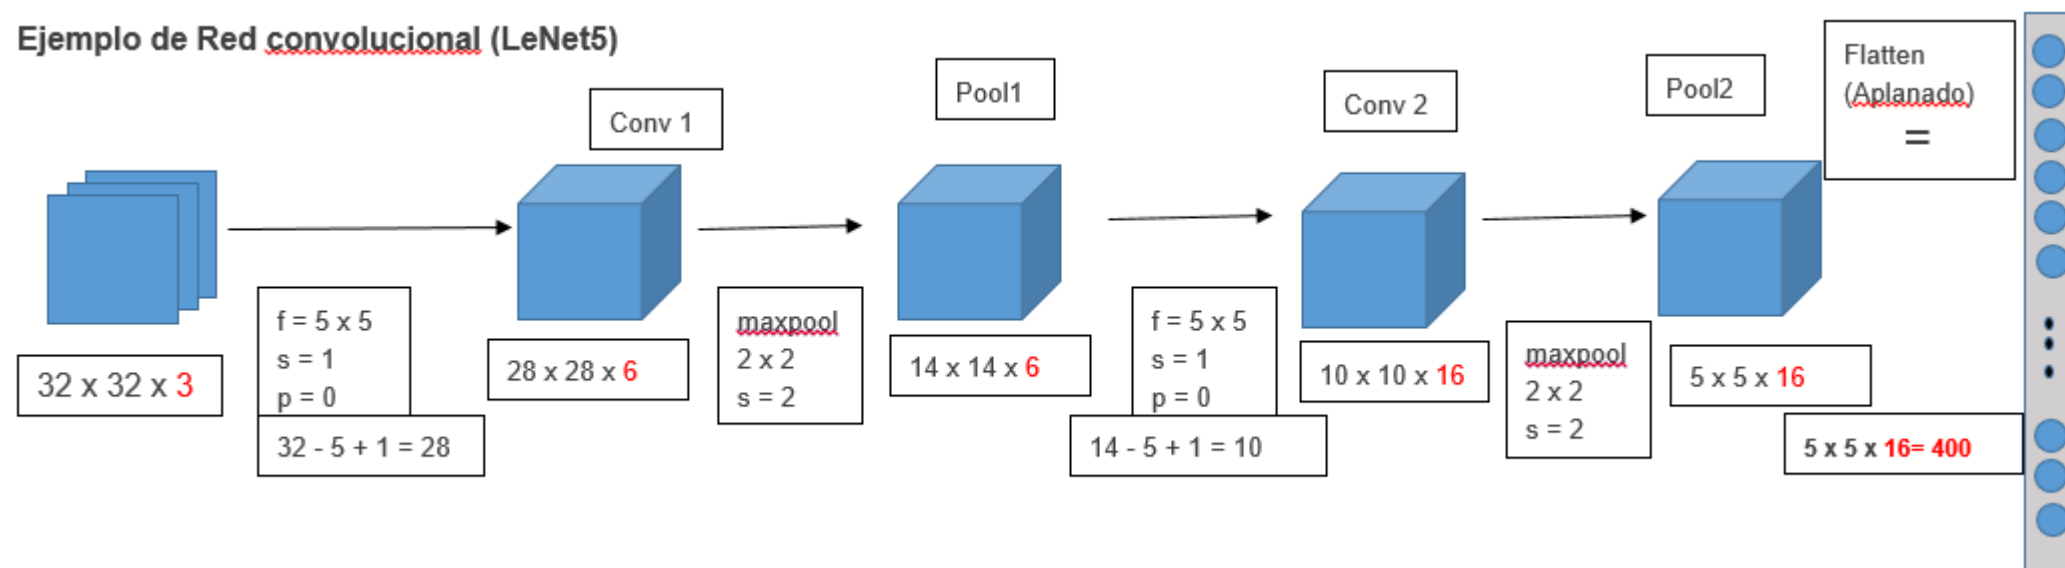 Ejemplo de Red convolucional (LeNet5)
32 x 32 x 3
f = 5 x 5
s = 1
p = 0
32 - 5 + 1 = 28
Conv 1
28 x 28 x 6
maxpool
2 x 2
s = 2
Pool1
14 x 14 x 6
f = 5 x 5
s = 1
p = 0
14 - 5 + 1 = 10
Conv 2
10 x 10 x 16
maxpool
2 x 2
s = 2
Pool2
5 x 5 x 16
Flatten
(Aplanado)
=
5 x 5 x 16= 400